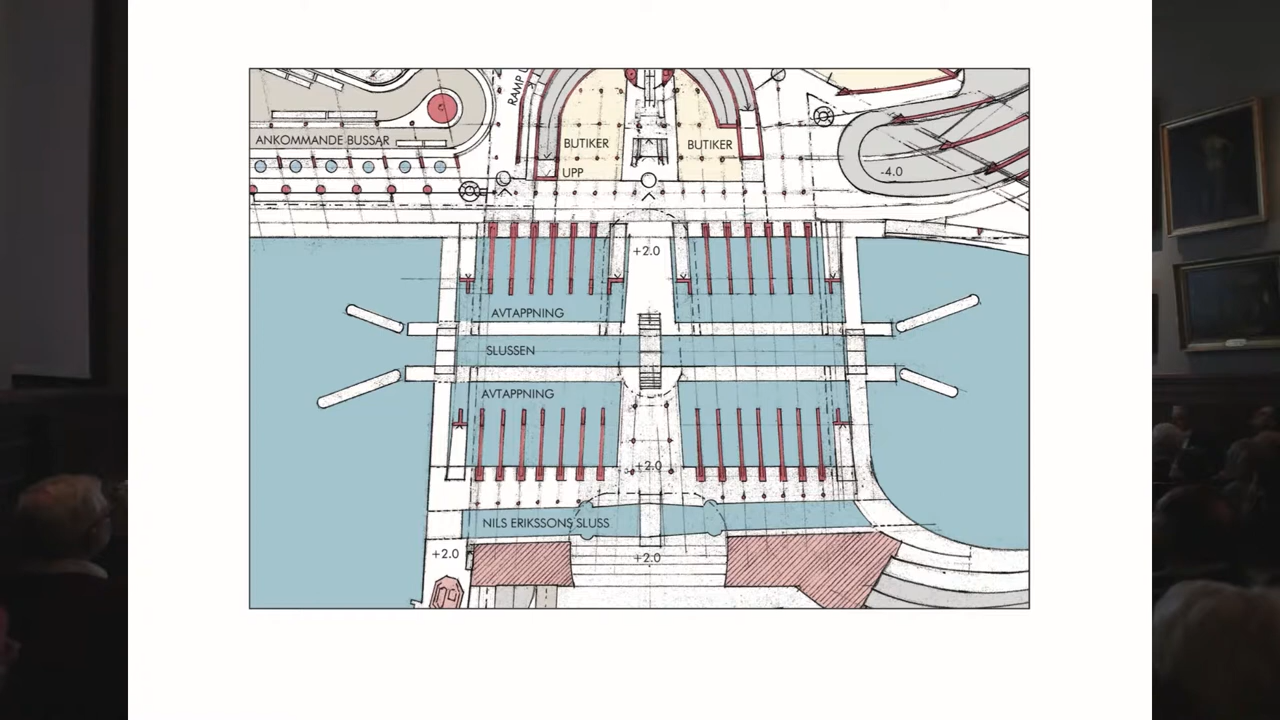 RAMP
ANKOMMANDE BUSSAR
BUTIKER
BUTIKER
UPP
-4.0
+2.0
AVTAPPNING
SLUSSEN
AVTAPPNING
+2.0
NILS ERIKSSONS SLUSS
+2.0
+2.0